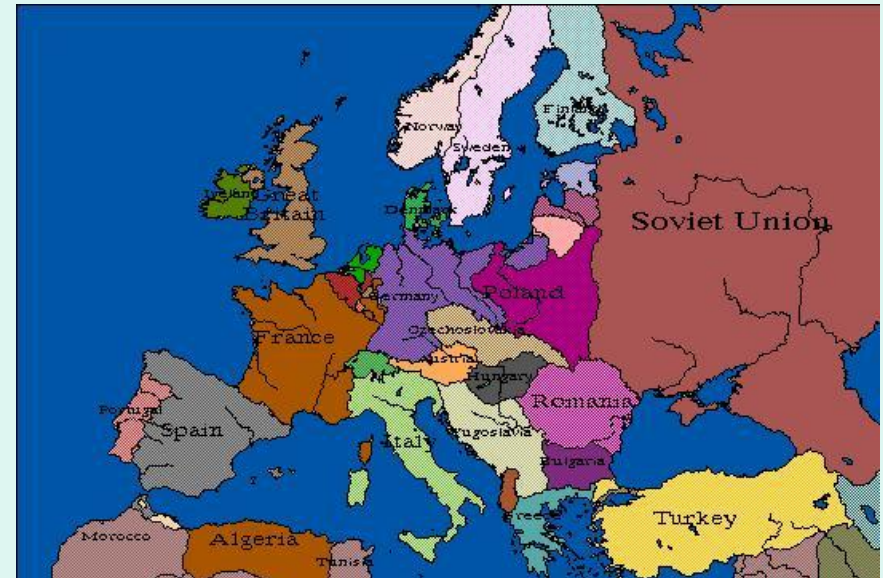 Finland
Norway
Sweden
Ireland
Great
Britain
Denmark
Soviet Union
Germany
Poland
Czechoslovakia
France
Austria
Hungary
Romania
Portugal
Spain
Italy
Yugoslavia
Bulgaria
Greece
Turkey
Morocco
Algeria
Tunisia